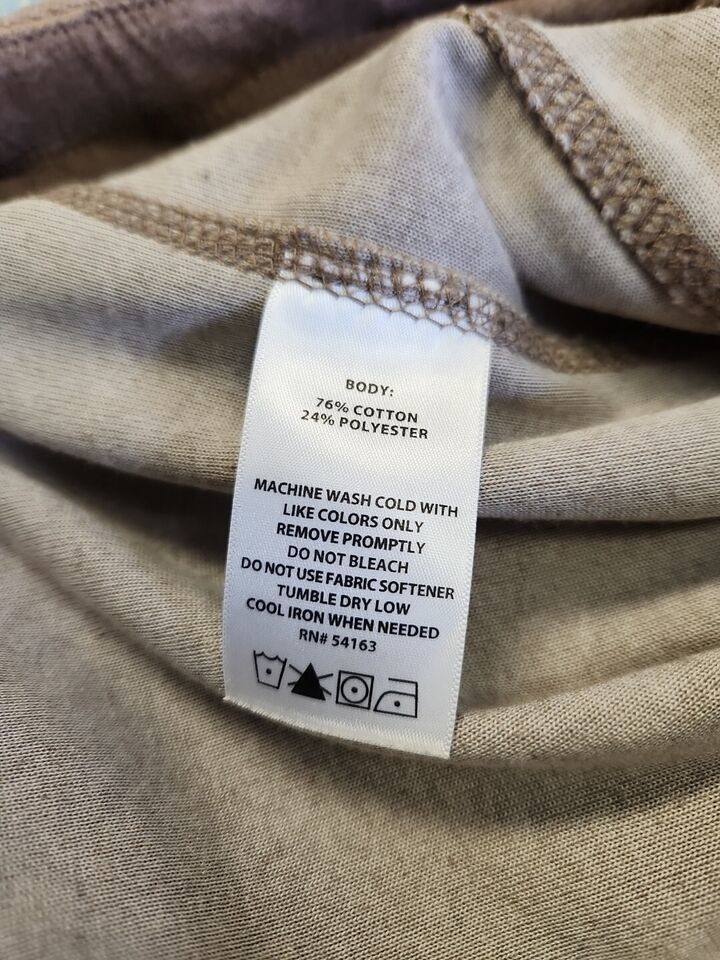 BODY:
76% COTTON
24% POLYESTER
MACHINE WASH COLD WITH
LIKE COLORS ONLY
REMOVE PROMPTLY
DO NOT BLEACH
DO NOT USE FABRIC SOFTENER
TUMBLE DRY LOW
COOL IRON WHEN NEEDED
RN# 54163